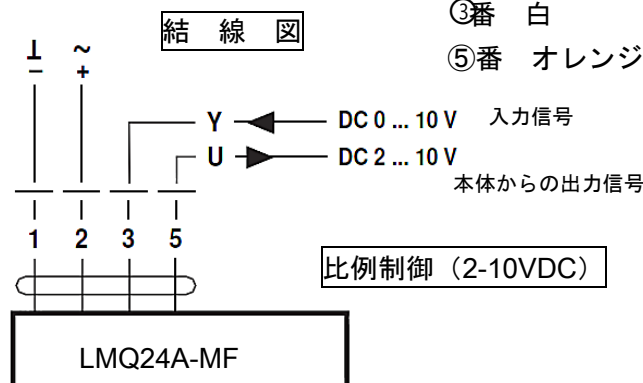 結 線 図
③番 白
⑤番 オレンジ
⊥ ~
– +
Y DC 0 ... 10 V 入力信号
U DC 2 ... 10 V
本体からの出力信号
1 2 3 5
比例制御（2-10VDC）
LMQ24A-MF